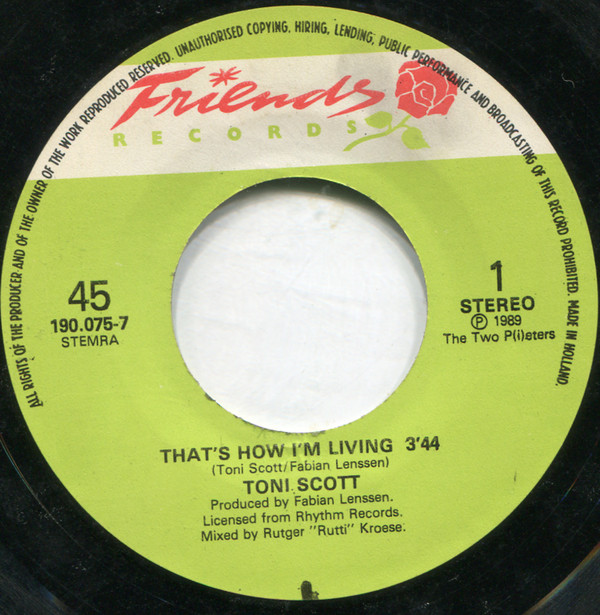 ALL RIGHTS OF THE PRODUCER AND OF THE OWNER OF THE WORK REPRODUCED RESERVED. UNAUTHORISED COPYING, HIRING, LENDING, PUBLIC PERFORMANCE AND BROADCASTING OF THIS RECORD PROHIBITED. MADE IN HOLLAND.
Friends
RECORDS
45
190.075-7
STEMRA
1
STEREO
Ⓟ 1989
The Two P(i)eters
THAT'S HOW I'M LIVING 3'44
(Toni Scott/Fabian Lenssen)
TONI SCOTT
Produced by Fabian Lenssen.
Licensed from Rhythm Records.
Mixed by Rutger "Rutti" Kroese.